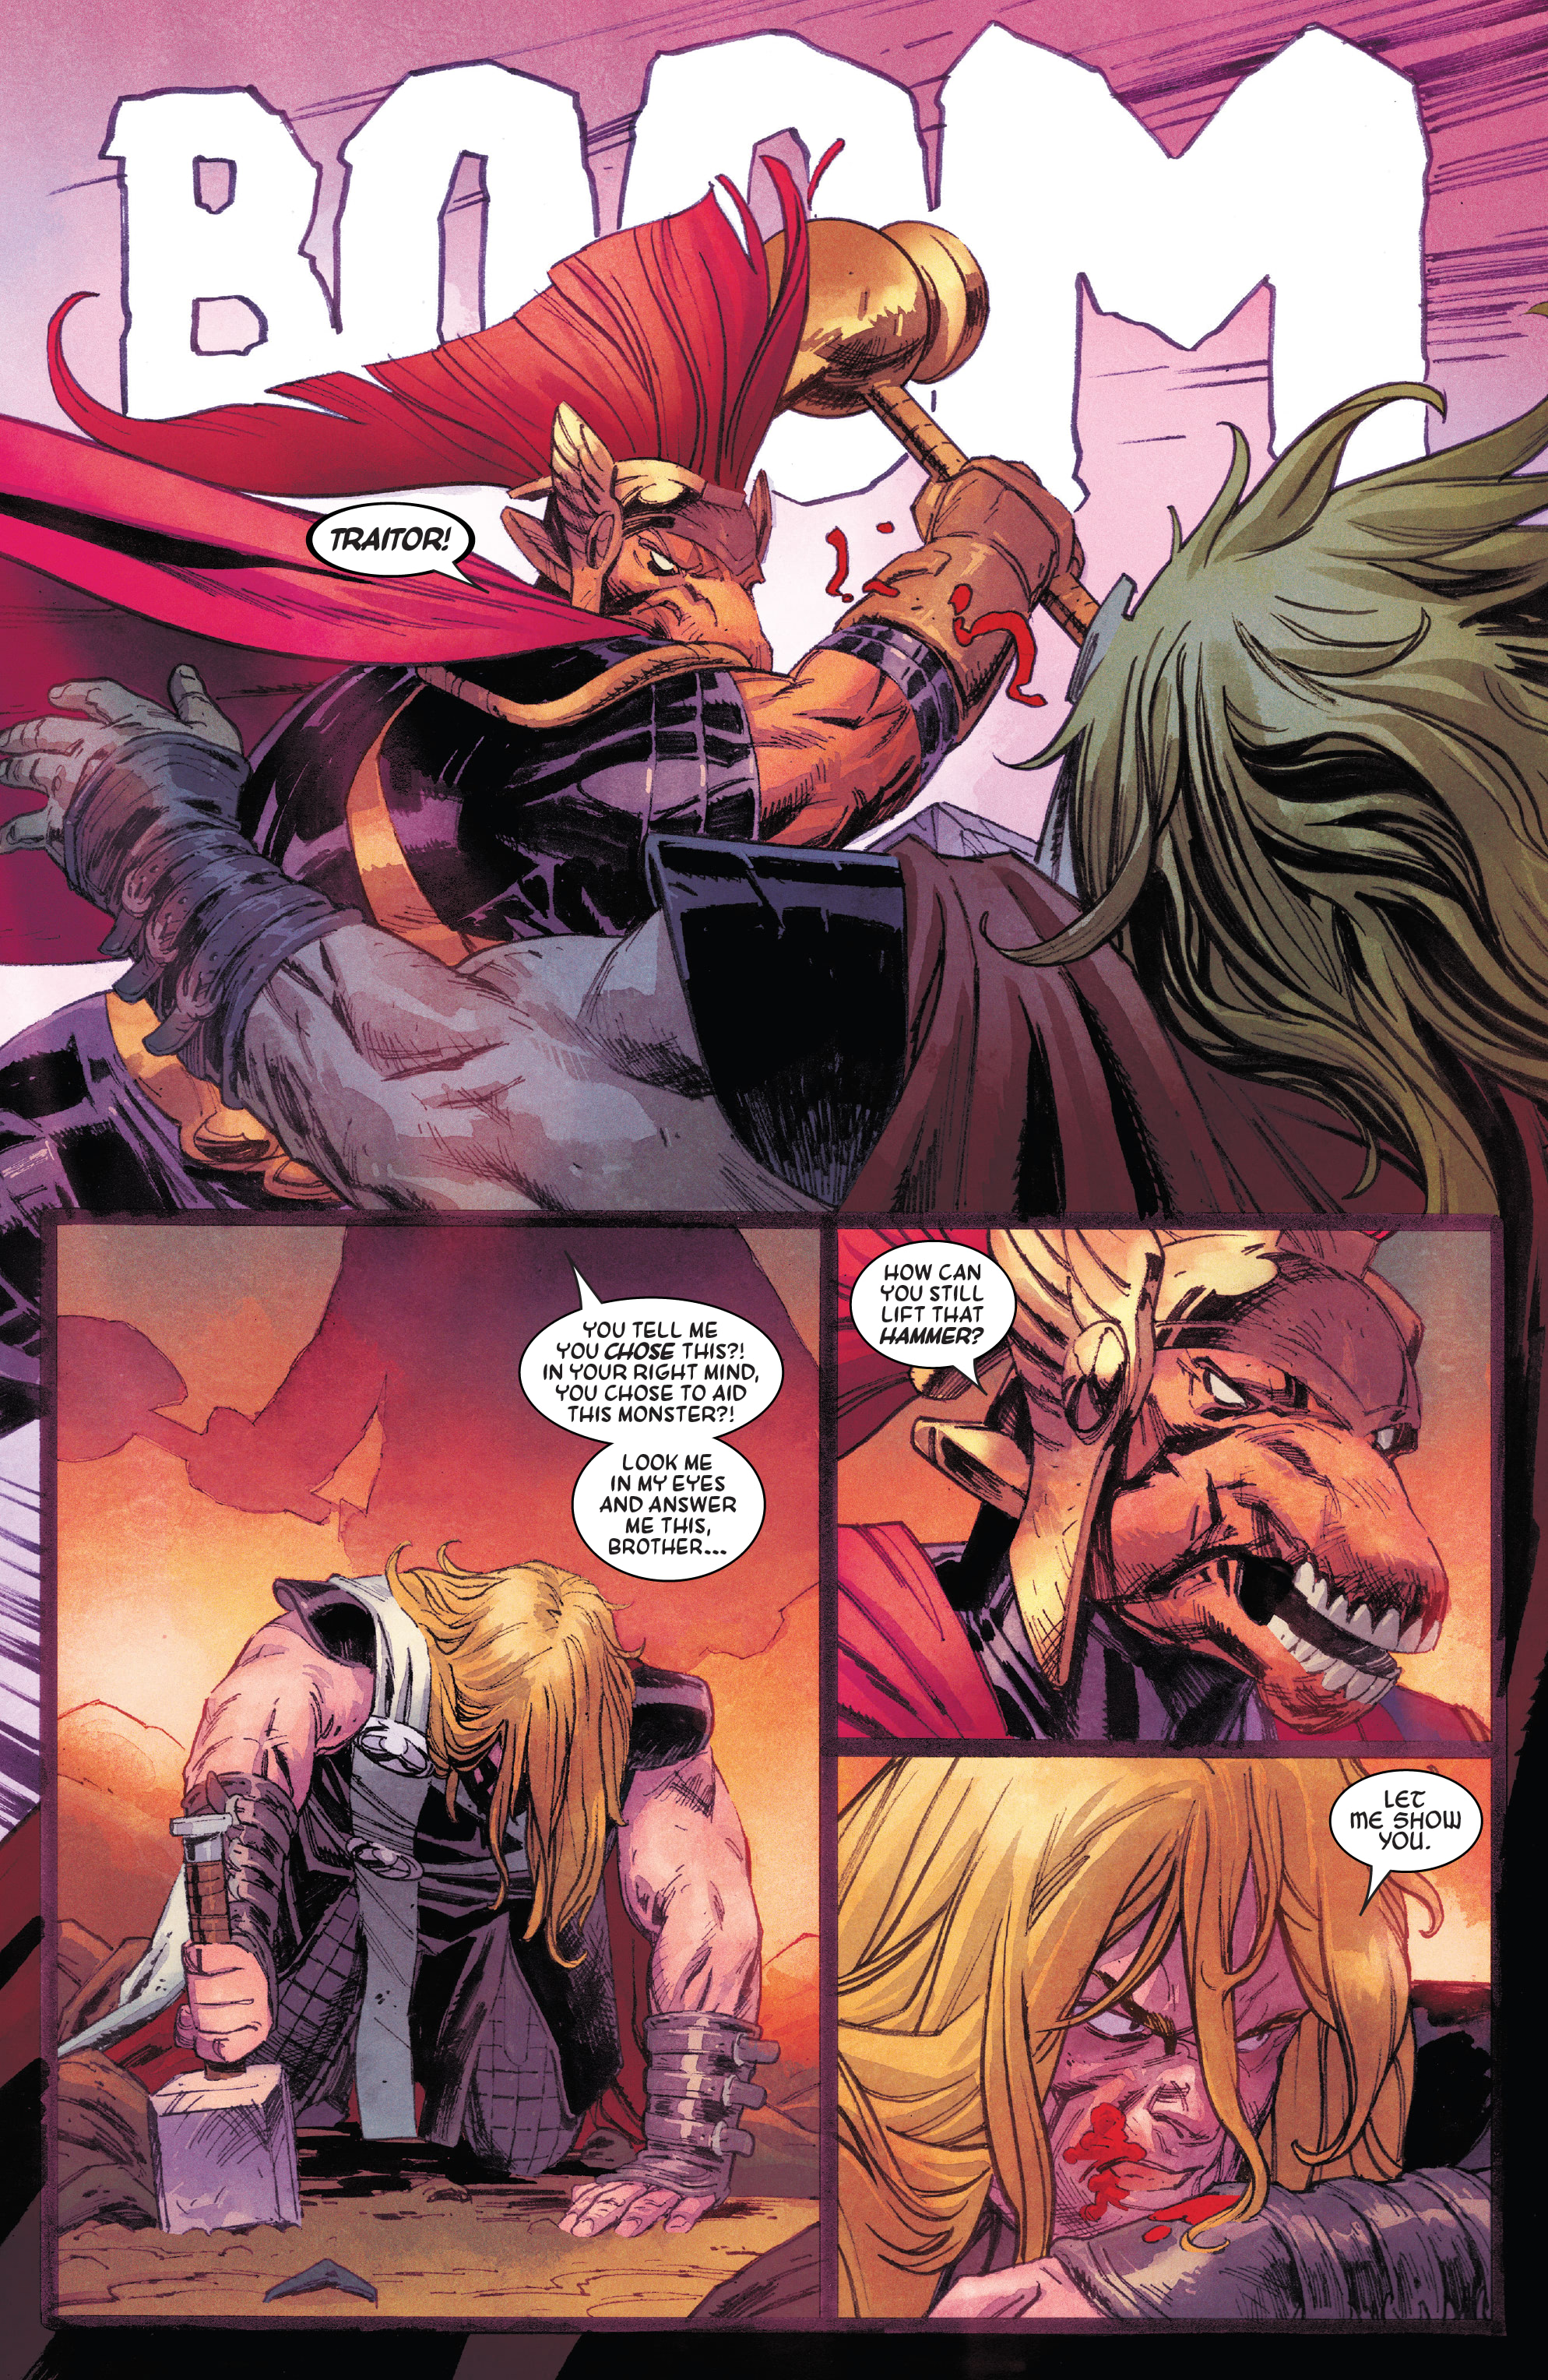 BOOM
TRAITOR!
YOU TELL ME
YOU CHOSE THIS?!
IN YOUR RIGHT MIND,
YOU CHOSE TO AID
THIS MONSTER?!
LOOK ME
IN MY EYES
AND ANSWER
ME THIS,
BROTHER...
HOW CAN
YOU STILL
LIFT THAT
HAMMER?
LET
ME SHOW
YOU.